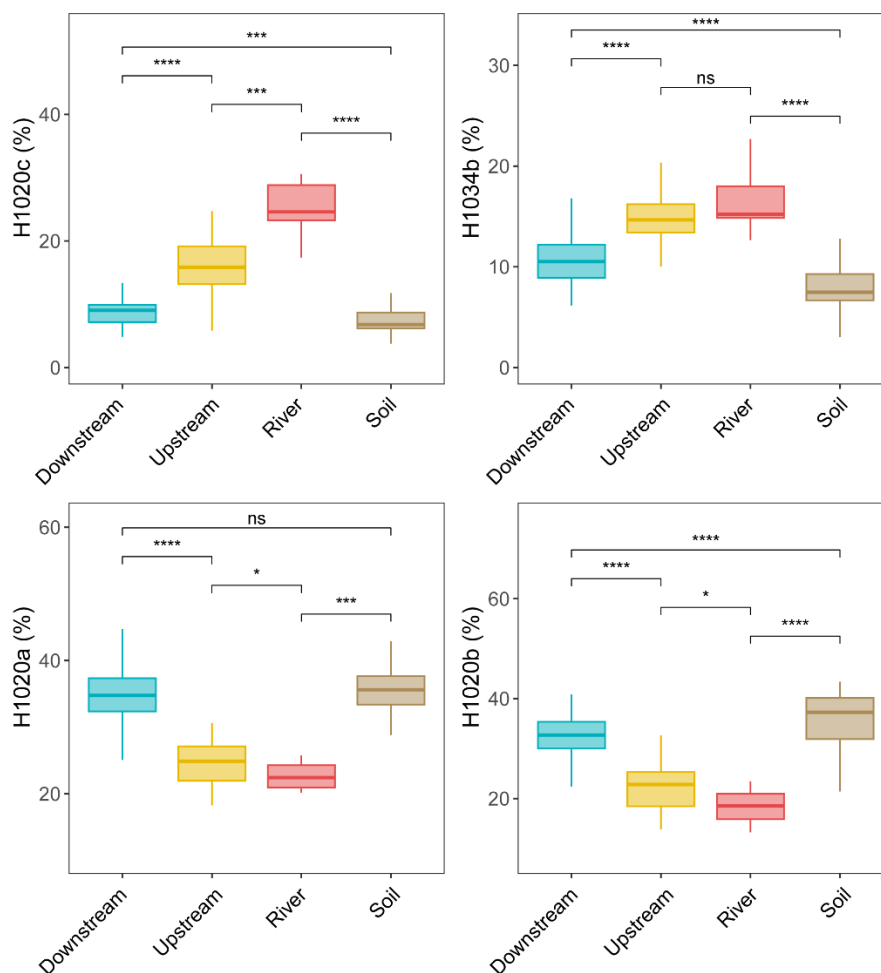 H1020c (%)
***
****
***
****
40
20
0
Downstream
Upstream
River
Soil
H1034b (%)
****
****
ns
****
30
20
10
0
Downstream
Upstream
River
Soil
H1020a (%)
ns
****
*
***
60
40
20
Downstream
Upstream
River
Soil
H1020b (%)
****
****
*
****
60
40
20
Downstream
Upstream
River
Soil